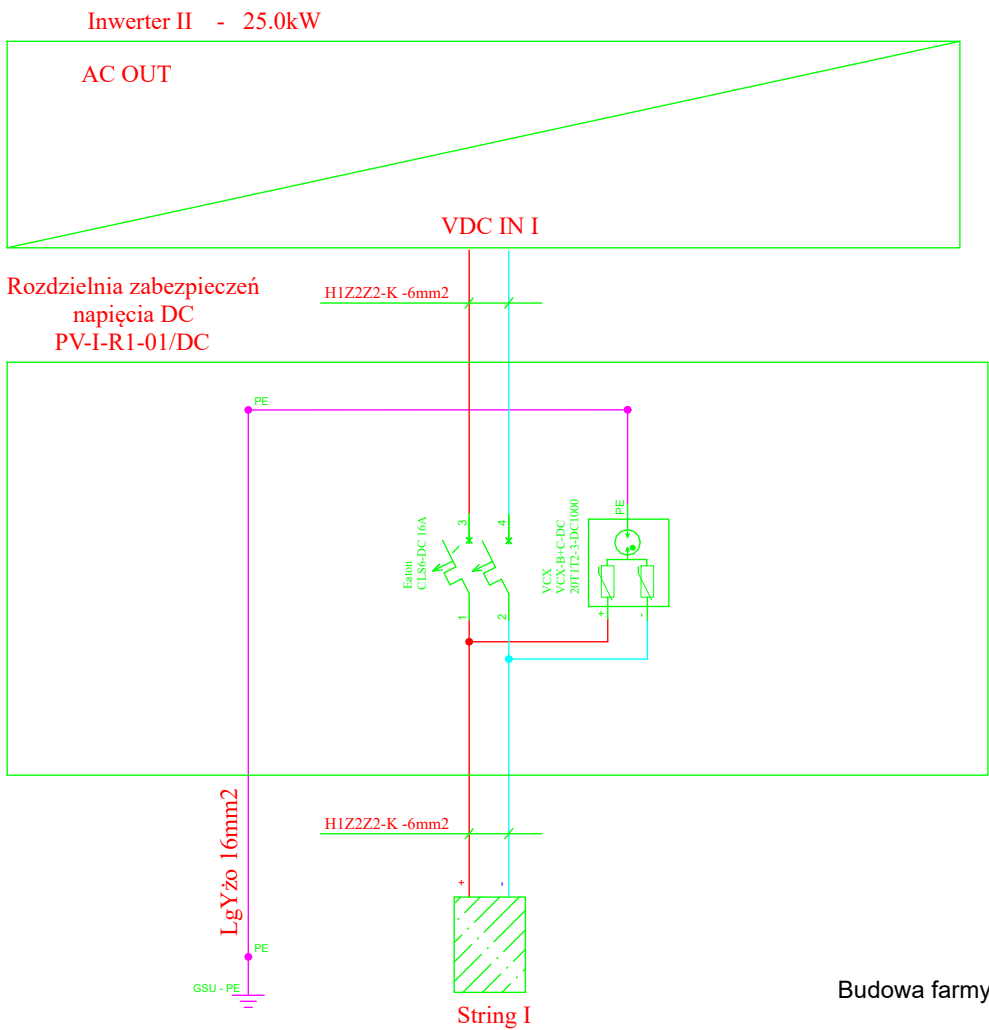 Inwerter II - 25.0kW
AC OUT
VDC IN I
Rozdzielnia zabezpieczeń
napięcia DC
PV-I-R1-01/DC
H1Z2Z2-K -6mm2
PE
PE
3
4
Eaton
CLS6-DC 16A
VCX
VCX-B+C-DC
20T1T2-3-DC1000
1
2
+
-
LgYżo 16mm2
H1Z2Z2-K -6mm2
+
-
PE
GSU - PE
String I
Budowa farmy